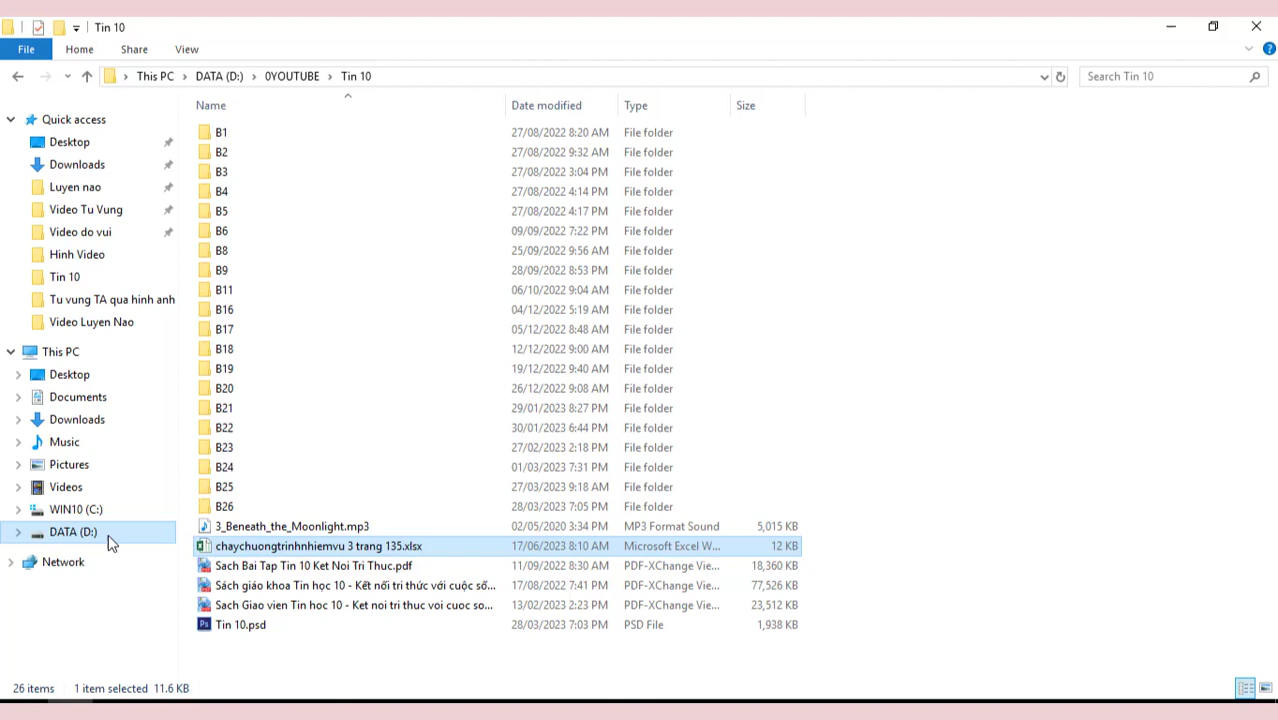 Tin 10
File Home Share View
This PC DATA (D:) 0YOUTUBE Tin 10 Search Tin 10
Name Date modified Type Size
Quick access
Desktop
Downloads
Luyen nao
Video Tu Vung
Video do vui
Hinh Video
Tin 10
Tu vung TA qua hinh anh
Video Luyen Nao
This PC
Desktop
Documents
Downloads
Music
Pictures
Videos
WIN10 (C:)
DATA (D:)
Network
B1 27/08/2022 8:20 AM File folder
B2 27/08/2022 9:32 AM File folder
B3 27/08/2022 3:04 PM File folder
B4 27/08/2022 4:14 PM File folder
B5 27/08/2022 4:17 PM File folder
B6 09/09/2022 7:22 PM File folder
B8 25/09/2022 9:56 AM File folder
B9 28/09/2022 8:53 PM File folder
B11 06/10/2022 9:04 AM File folder
B16 04/12/2022 5:19 AM File folder
B17 05/12/2022 8:48 AM File folder
B18 12/12/2022 9:00 AM File folder
B19 19/12/2022 9:40 AM File folder
B20 26/12/2022 9:08 AM File folder
B21 29/01/2023 8:27 PM File folder
B22 30/01/2023 6:44 PM File folder
B23 27/02/2023 2:18 PM File folder
B24 01/03/2023 7:31 PM File folder
B25 27/03/2023 9:18 AM File folder
B26 28/03/2023 7:05 PM File folder
3_Beneath_the_Moonlight.mp3 02/05/2020 3:34 PM MP3 Format Sound 5,015 KB
chaychuongtrinhnhiemvu 3 trang 135.xlsx 17/06/2023 8:10 AM Microsoft Excel W... 12 KB
Sach Bai Tap Tin 10 Ket Noi Tri Thuc.pdf 11/09/2022 8:30 AM PDF-XChange Vie... 18,360 KB
Sách giáo khoa Tin học 10 - Kết nối tri thức với cuộc số... 17/08/2022 7:41 PM PDF-XChange Vie... 77,526 KB
Sach Giao vien Tin hoc 10 - Ket noi tri thuc voi cuoc so... 13/02/2023 2:23 PM PDF-XChange Vie... 23,512 KB
Tin 10.psd 28/03/2023 7:03 PM PSD File 1,938 KB
26 items 1 item selected 11.6 KB